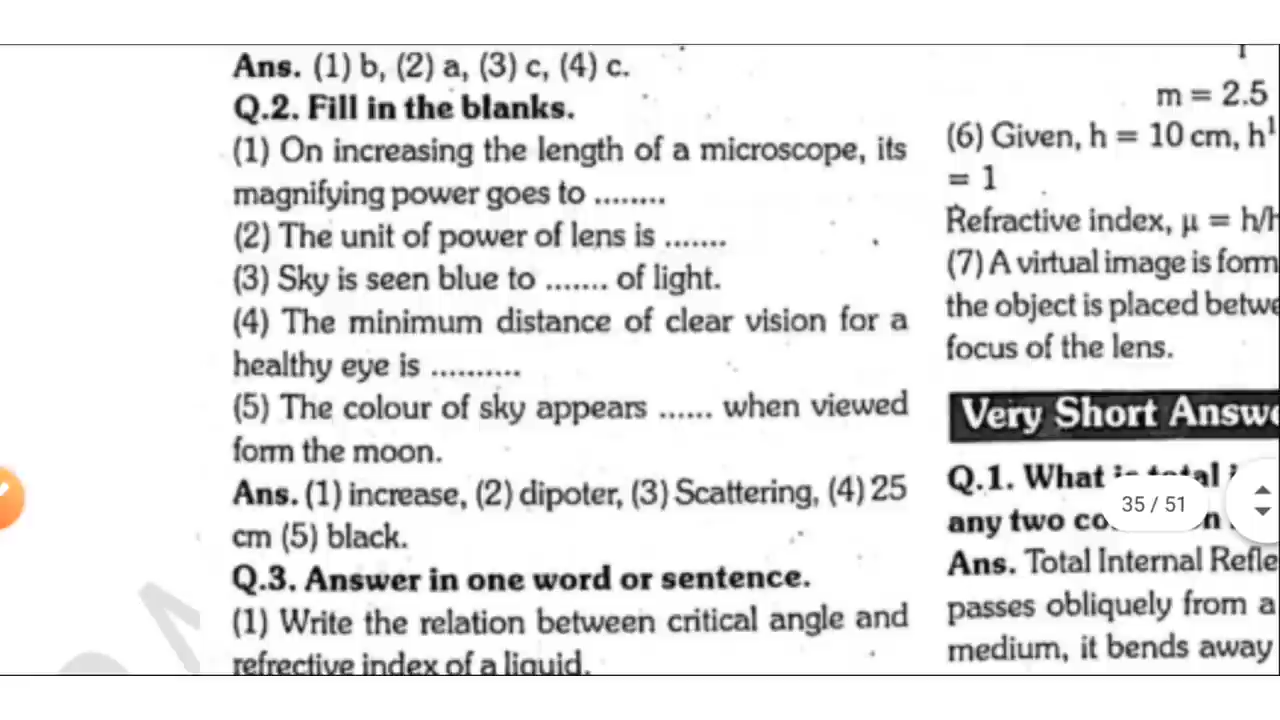 Ans. (1) b, (2) a, (3) c, (4) c.
Q.2. Fill in the blanks.
(1) On increasing the length of a microscope, its
magnifying power goes to ........
(2) The unit of power of lens is .......
(3) Sky is seen blue to ....... of light.
(4) The minimum distance of clear vision for a
healthy eye is ..........
(5) The colour of sky appears ...... when viewed
form the moon.
Ans. (1) increase, (2) dipoter, (3) Scattering, (4) 25
cm (5) black.
Q.3. Answer in one word or sentence.
(1) Write the relation between critical angle and
refrective index of a liquid.
m = 2.5
(6) Given, h = 10 cm, h¹
= 1
Refractive index, µ = h/h
(7) A virtual image is form
the object is placed betwe
focus of the lens.
Very Short Answe
Q.1. What is total i
any two co
Ans. Total Internal Refle
passes obliquely from a
medium, it bends away
35 / 51